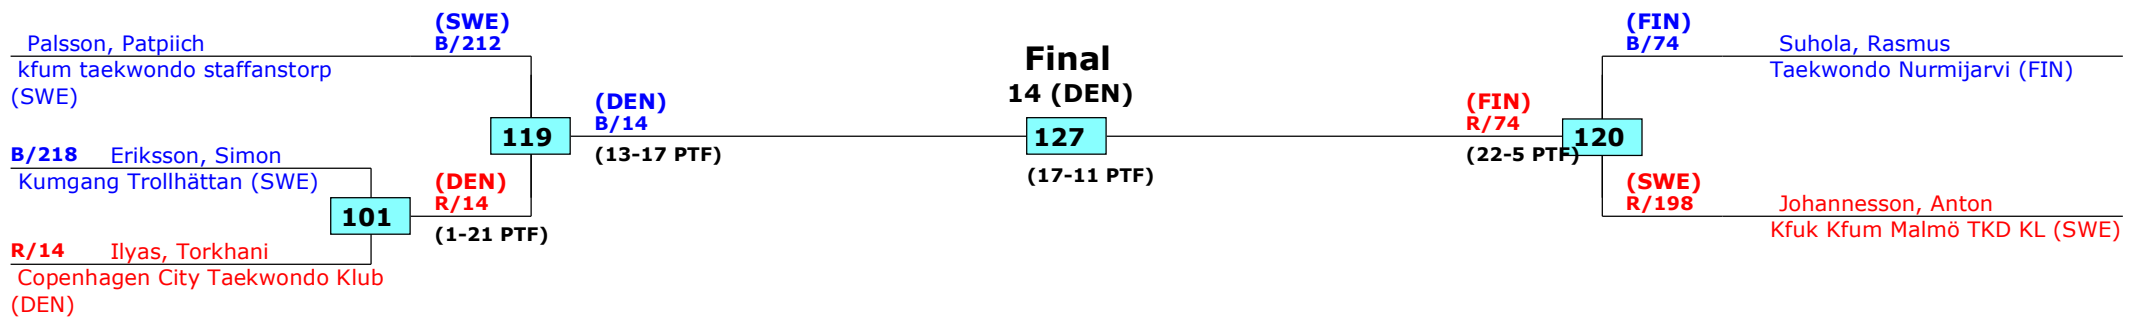 (SWE)
B/212
Palsson, Patpiich
kfum taekwondo staffanstorp
(SWE)
B/218
Eriksson, Simon
Kumgang Trollhättan (SWE)
R/14
Ilyas, Torkhani
Copenhagen City Taekwondo Klub
(DEN)
101
(DEN)
R/14
(1-21 PTF)
119
(DEN)
B/14
(13-17 PTF)
Final
14 (DEN)
127
(17-11 PTF)
(FIN)
R/74
(22-5 PTF)
120
(FIN)
B/74
Suhola, Rasmus
Taekwondo Nurmijarvi (FIN)
(SWE)
R/198
Johannesson, Anton
Kfuk Kfum Malmö TKD KL (SWE)